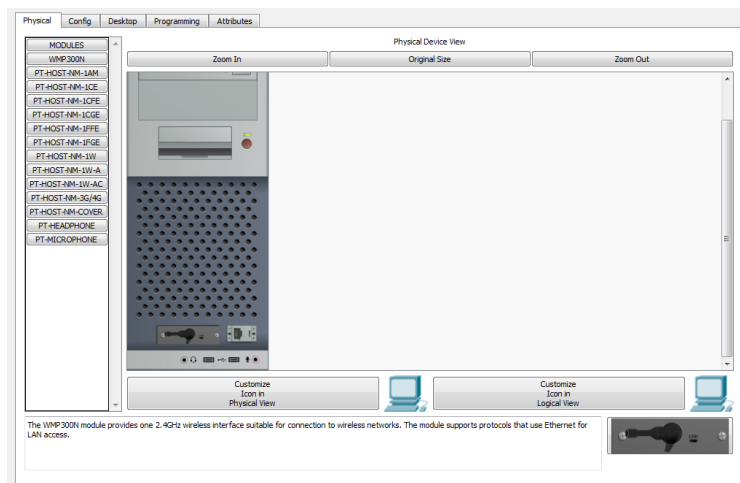 Physical Config Desktop Programming Attributes
MODULES
WMP300N
PT-HOST-NM-1AM
PT-HOST-NM-1CE
PT-HOST-NM-1CFE
PT-HOST-NM-1CGE
PT-HOST-NM-1FFE
PT-HOST-NM-1FGE
PT-HOST-NM-1W
PT-HOST-NM-1W-A
PT-HOST-NM-1W-AC
PT-HOST-NM-3G/4G
PT-HOST-NM-COVER
PT-HEADPHONE
PT-MICROPHONE
Physical Device View
Zoom In Original Size Zoom Out
Customize
Icon in
Physical View
Customize
Icon in
Logical View
The WMP300N module provides one 2.4GHz wireless interface suitable for connection to wireless networks. The module supports protocols that use Ethernet for
LAN access.